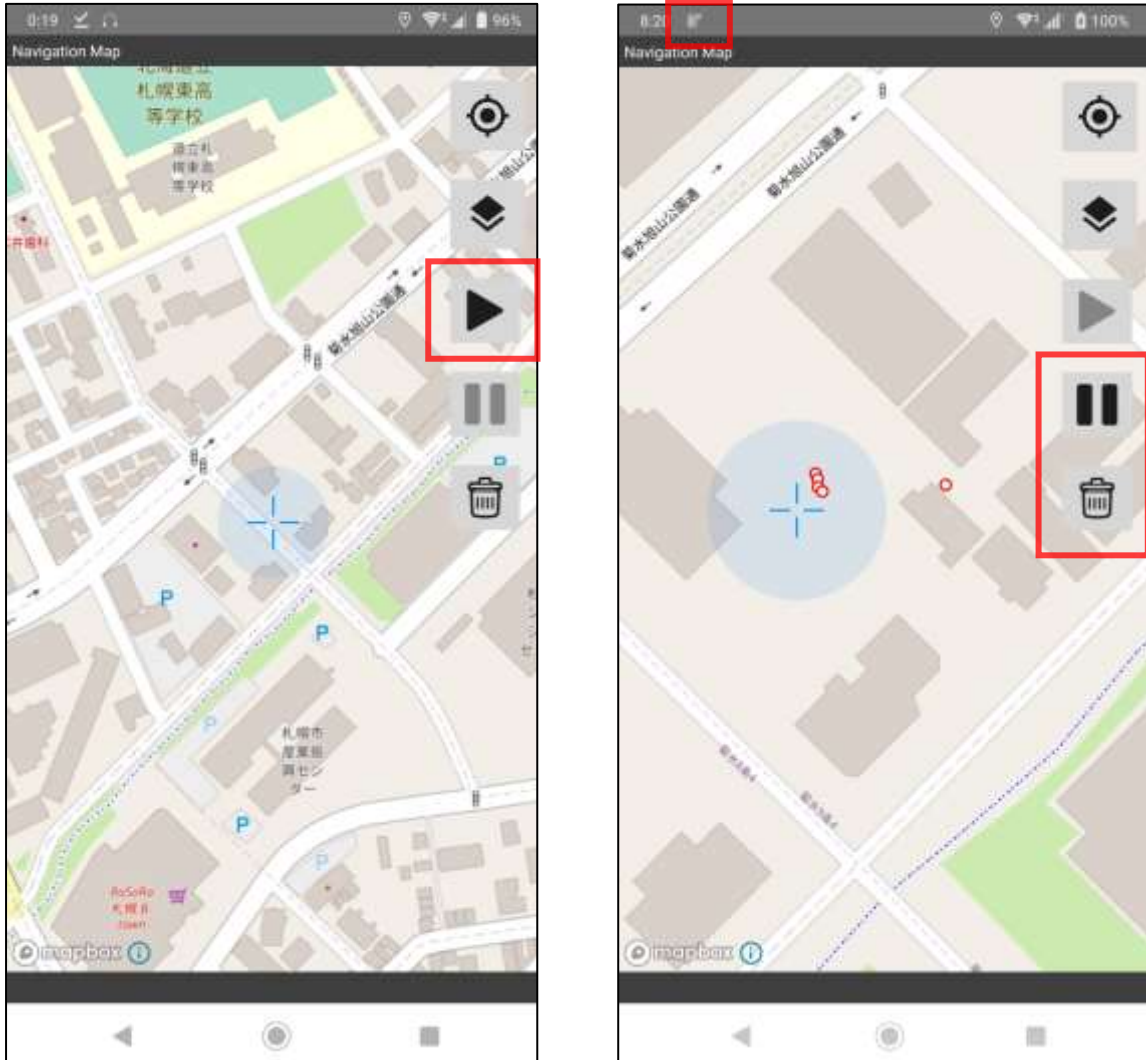 0:19
96%
Navigation Map
札幌東高
等学校
道立札
幌東高
等学校
菊水旭山公園通
P
P
P
P
P
P
札幌市
産業振
興セン
ター
mapbox
8:20
100%
Navigation Map
菊水旭山公園通
菊水旭山公園通
mapbox